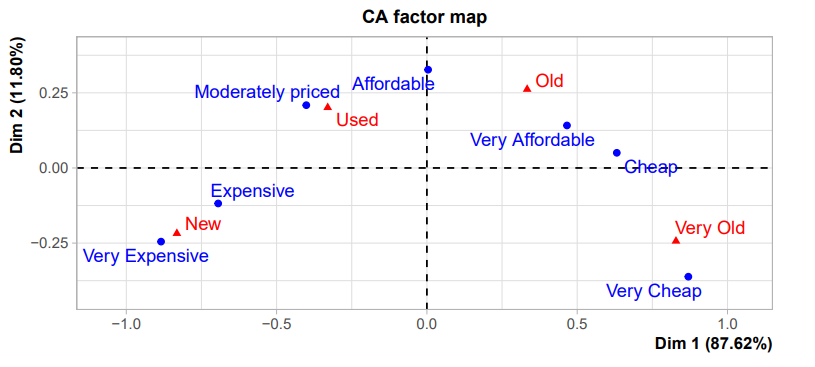 CA factor map
Dim 2 (11.80%)
0.25
0.00
−0.25
Affordable
Old
Moderately priced
Used
Very Affordable
Cheap
Expensive
New
Very Expensive
Very Old
Very Cheap
−1.0
−0.5
0.0
0.5
1.0
Dim 1 (87.62%)